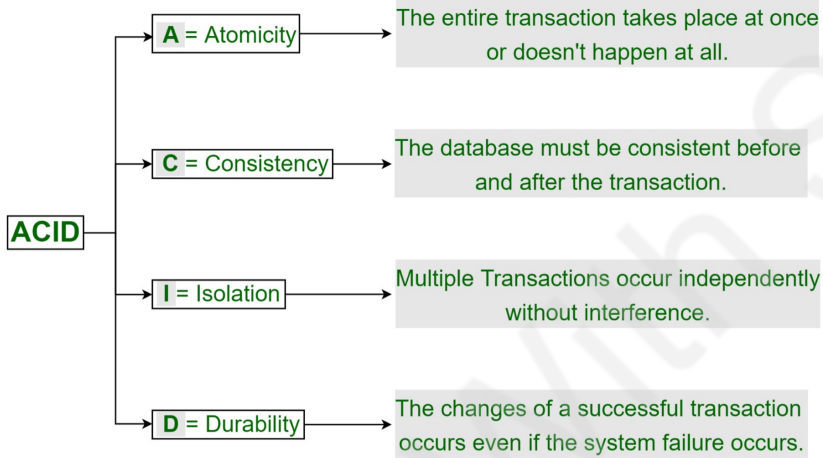 A = Atomicity
The entire transaction takes place at once
or doesn't happen at all.
C = Consistency
The database must be consistent before
and after the transaction.
ACID
I = Isolation
Multiple Transactions occur independently
without interference.
D = Durability
The changes of a successful transaction
occurs even if the system failure occurs.
With